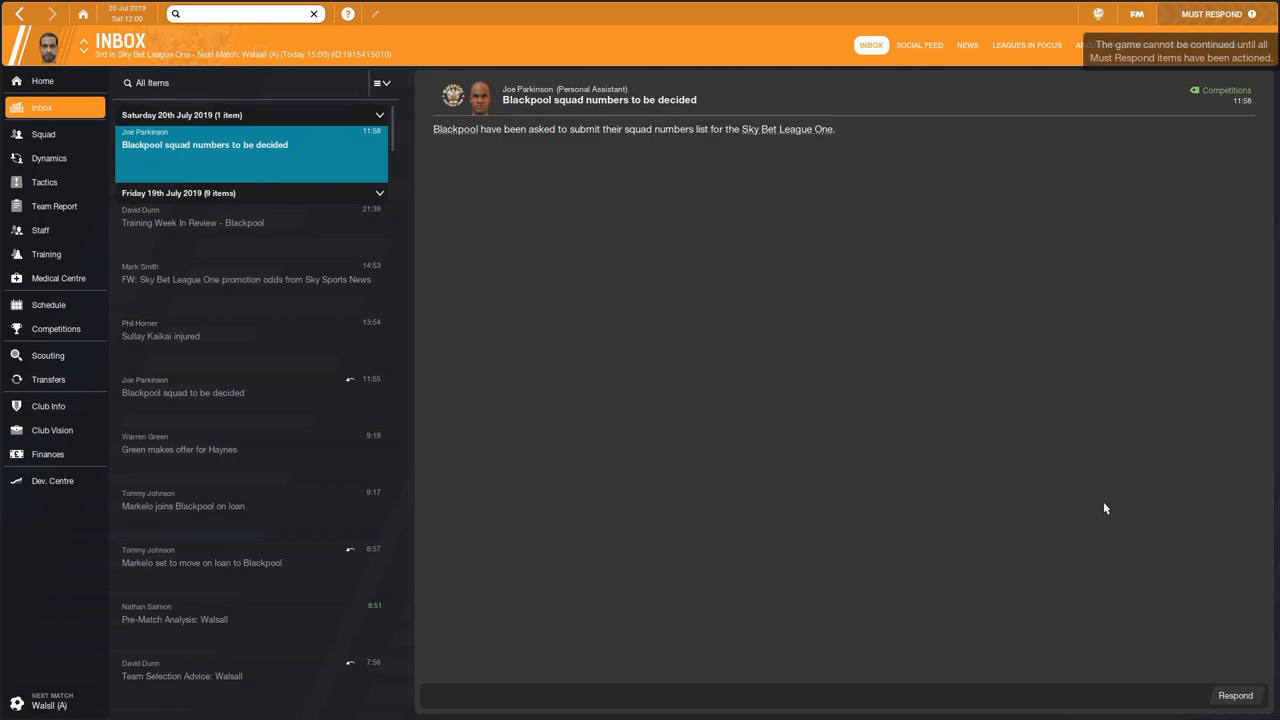 20 Jul 2019
Sat 12:00
?
FM
MUST RESPOND
INBOX
3rd in Sky Bet League One - Next Match: Walsall (A) (Today 15:00) (ID:1915415010)
INBOX
SOCIAL FEED
NEWS
LEAGUES IN FOCUS
The game cannot be continued until all
Must Respond items have been actioned.
Home
Inbox
Squad
Dynamics
Tactics
Team Report
Staff
Training
Medical Centre
Schedule
Competitions
Scouting
Transfers
Club Info
Club Vision
Finances
Dev. Centre
NEXT MATCH
Walsll (A)
All Items
Saturday 20th July 2019 (1 item)
Joe Parkinson 11:58
Blackpool squad numbers to be decided
Friday 19th July 2019 (9 items)
David Dunn 21:39
Training Week In Review - Blackpool
Mark Smith 14:53
FW: Sky Bet League One promotion odds from Sky Sports News
Phil Horner 13:54
Sullay Kaikai injured
Joe Parkinson 11:55
Blackpool squad to be decided
Warren Green 9:19
Green makes offer for Haynes
Tommy Johnson 9:17
Markelo joins Blackpool on loan
Tommy Johnson 8:57
Markelo set to move on loan to Blackpool
Nathan Salmon 8:51
Pre-Match Analysis: Walsall
David Dunn 7:56
Team Selection Advice: Walsall
Joe Parkinson (Personal Assistant)
Blackpool squad numbers to be decided
Competitions
11:58
Blackpool have been asked to submit their squad numbers list for the Sky Bet League One.
Respond